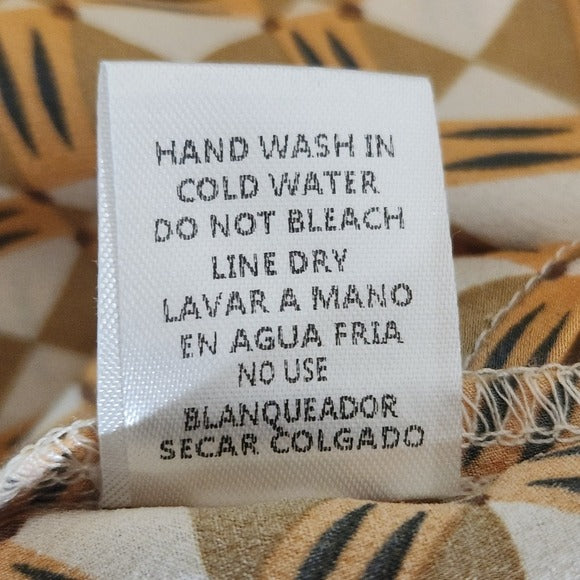 HAND WASH IN
COLD WATER
DO NOT BLEACH
LINE DRY
LAVAR A MANO
EN AGUA FRIA
NO USE
BLANQUEADOR
SECAR COLGADO